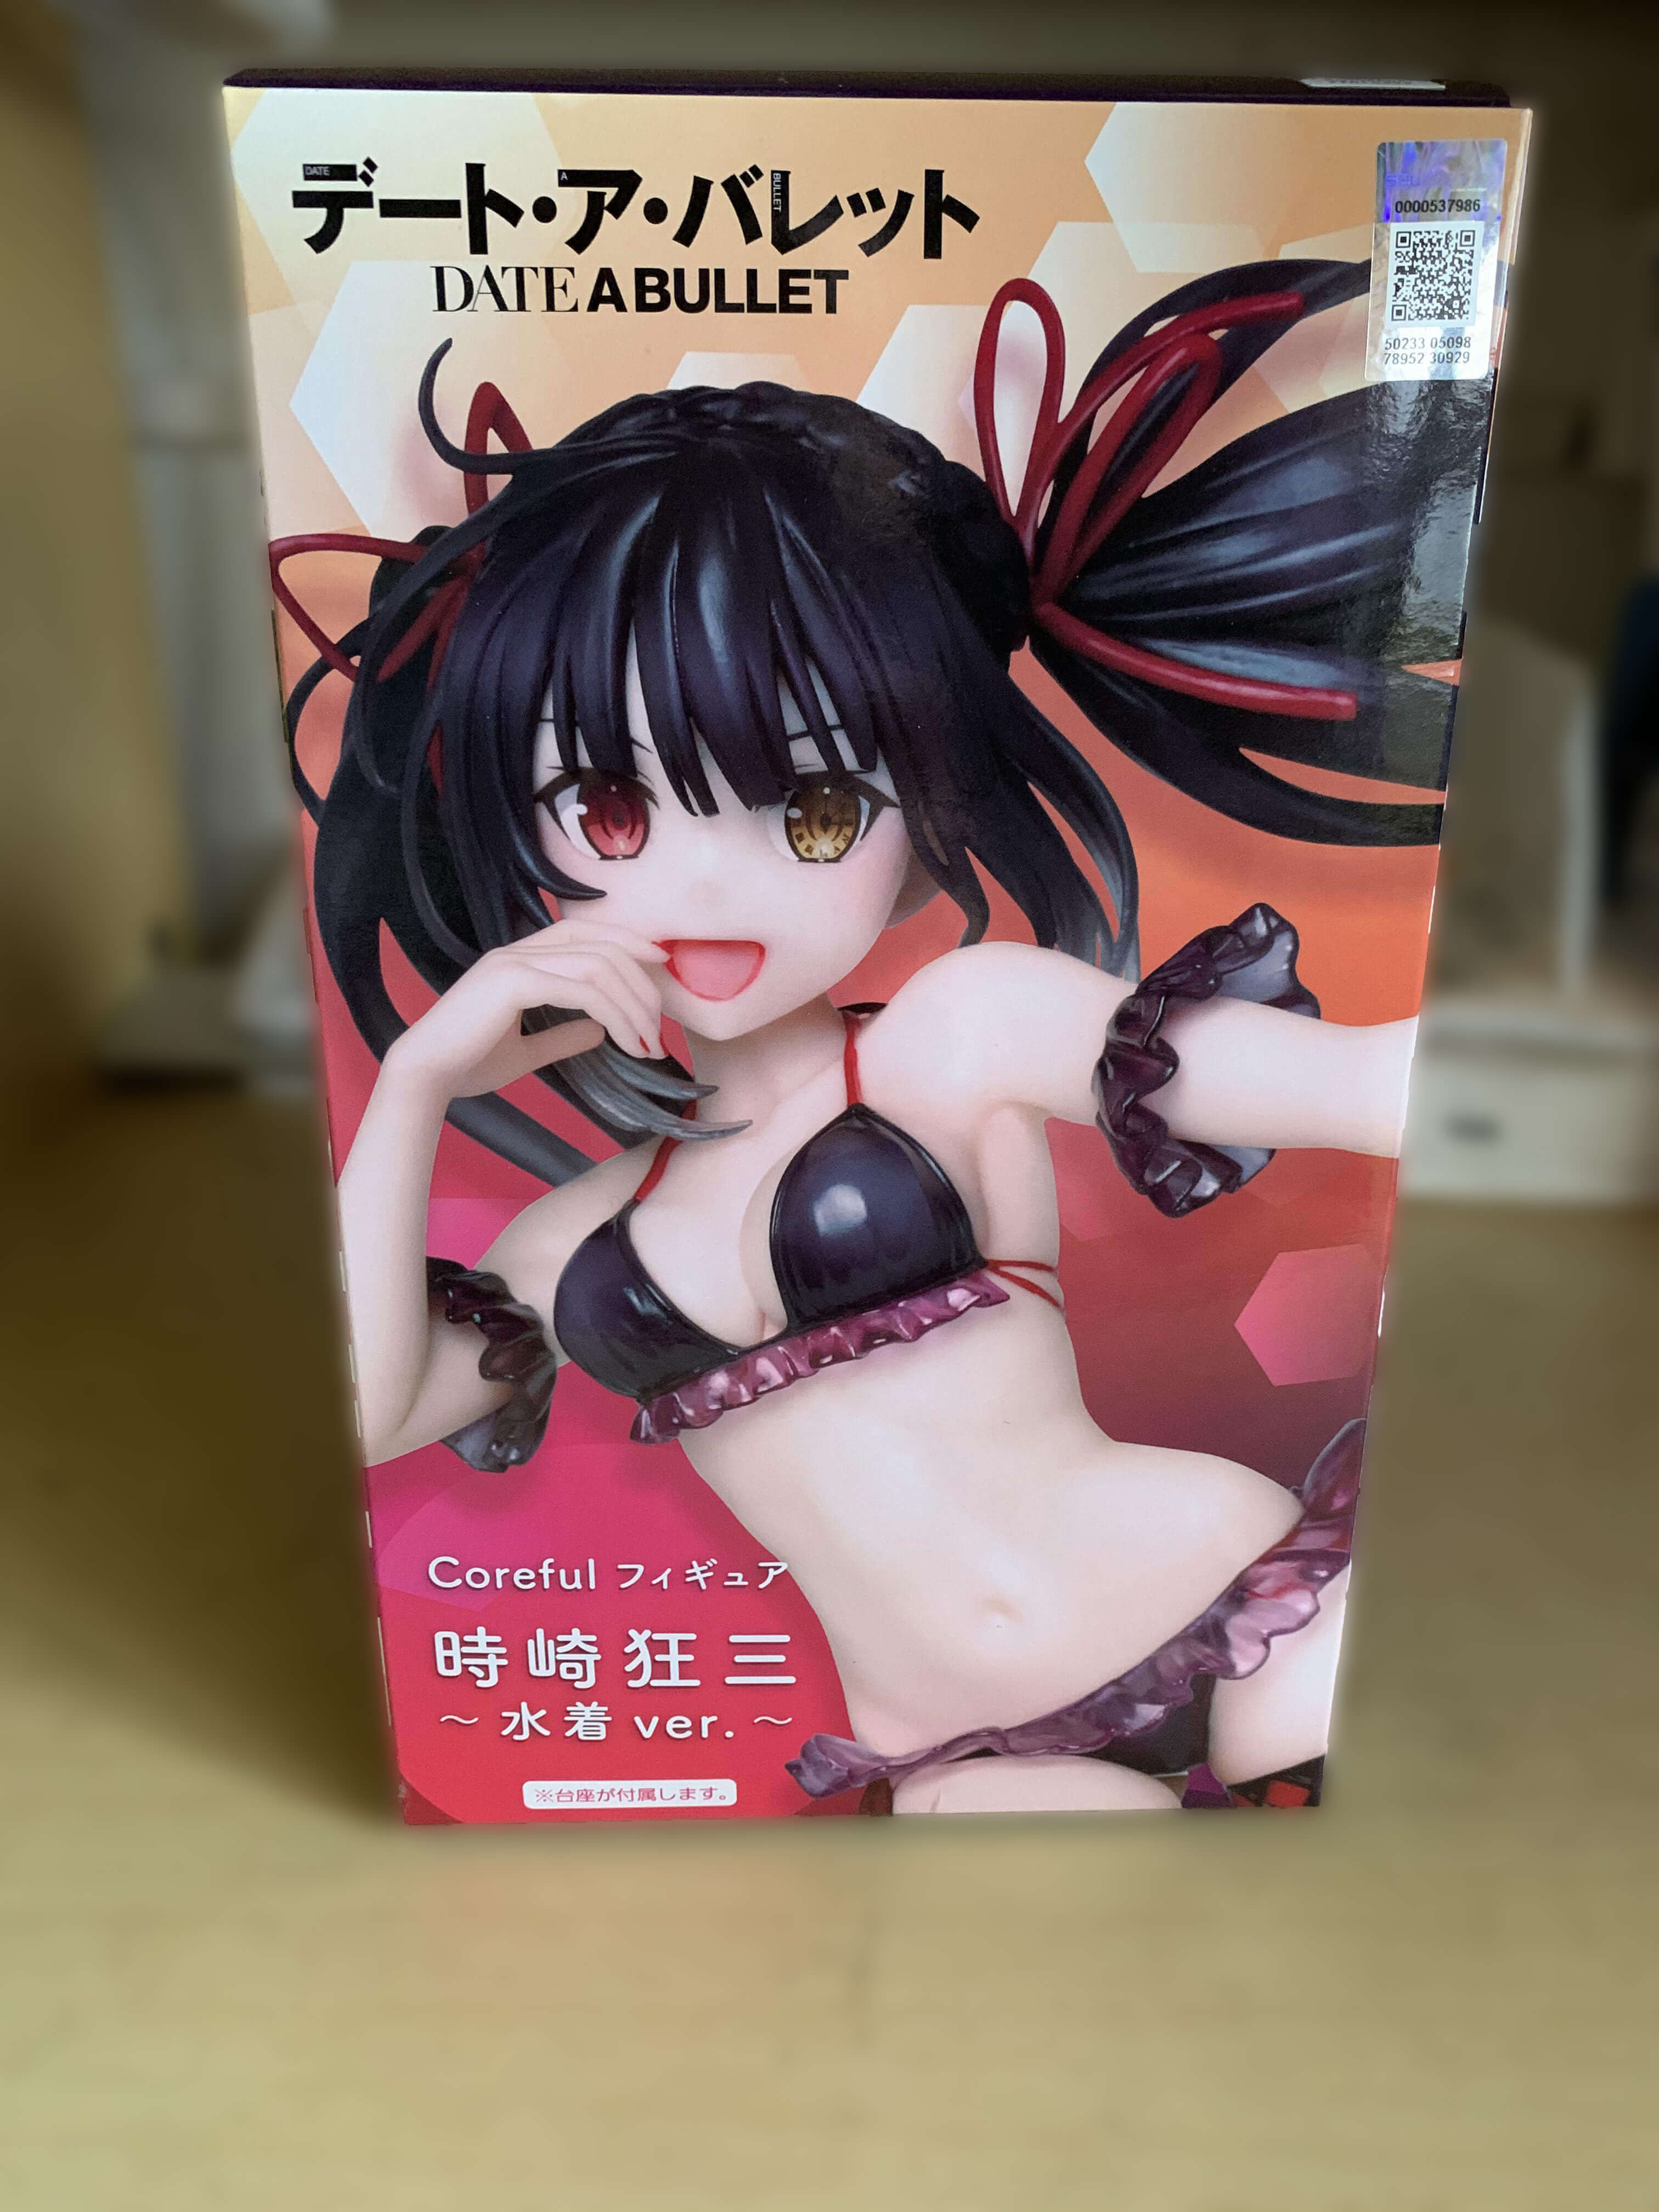 デート・ア・バレット
DATE A BULLET
DATE A BULLET
0000537986
50233 05098
78952 30929
Coreful フィギュア
時崎狂三
～水着 ver.～
※台座が付属します。